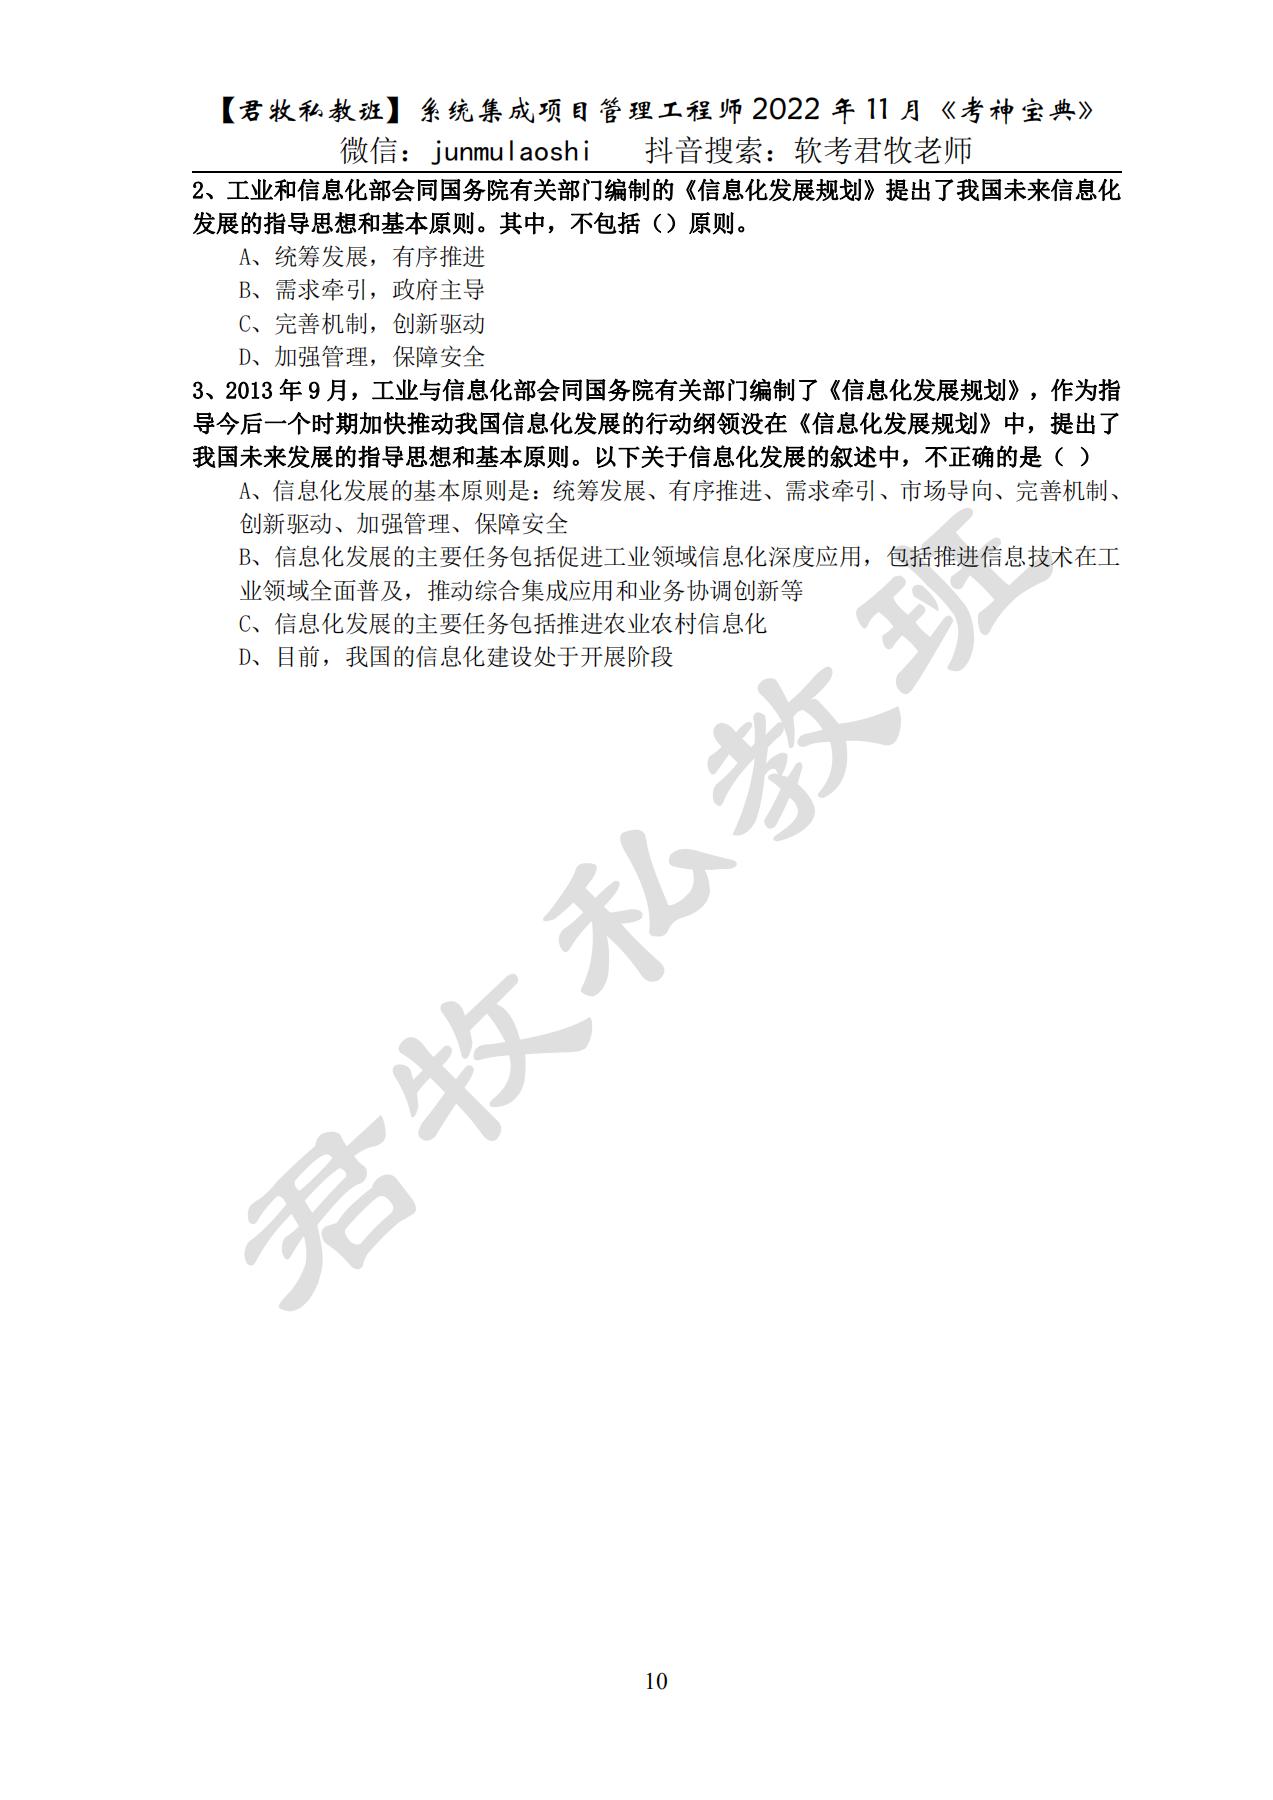 【君牧私教班】系统集成项目管理工程师 2022 年 11 月《考神宝典》
微信：junmulaoshi 抖音搜索：软考君牧老师
2、工业和信息化部会同国务院有关部门编制的《信息化发展规划》提出了我国未来信息化
发展的指导思想和基本原则。其中，不包括（）原则。
A、统筹发展，有序推进
B、需求牵引，政府主导
C、完善机制，创新驱动
D、加强管理，保障安全
3、2013 年 9 月，工业与信息化部会同国务院有关部门编制了《信息化发展规划》，作为指
导今后一个时期加快推动我国信息化发展的行动纲领没在《信息化发展规划》中，提出了
我国未来发展的指导思想和基本原则。以下关于信息化发展的叙述中，不正确的是（ ）
A、信息化发展的基本原则是：统筹发展、有序推进、需求牵引、市场导向、完善机制、
创新驱动、加强管理、保障安全
B、信息化发展的主要任务包括促进工业领域信息化深度应用，包括推进信息技术在工
业领域全面普及，推动综合集成应用和业务协调创新等
C、信息化发展的主要任务包括推进农业农村信息化
D、目前，我国的信息化建设处于开展阶段
君牧私教班
10